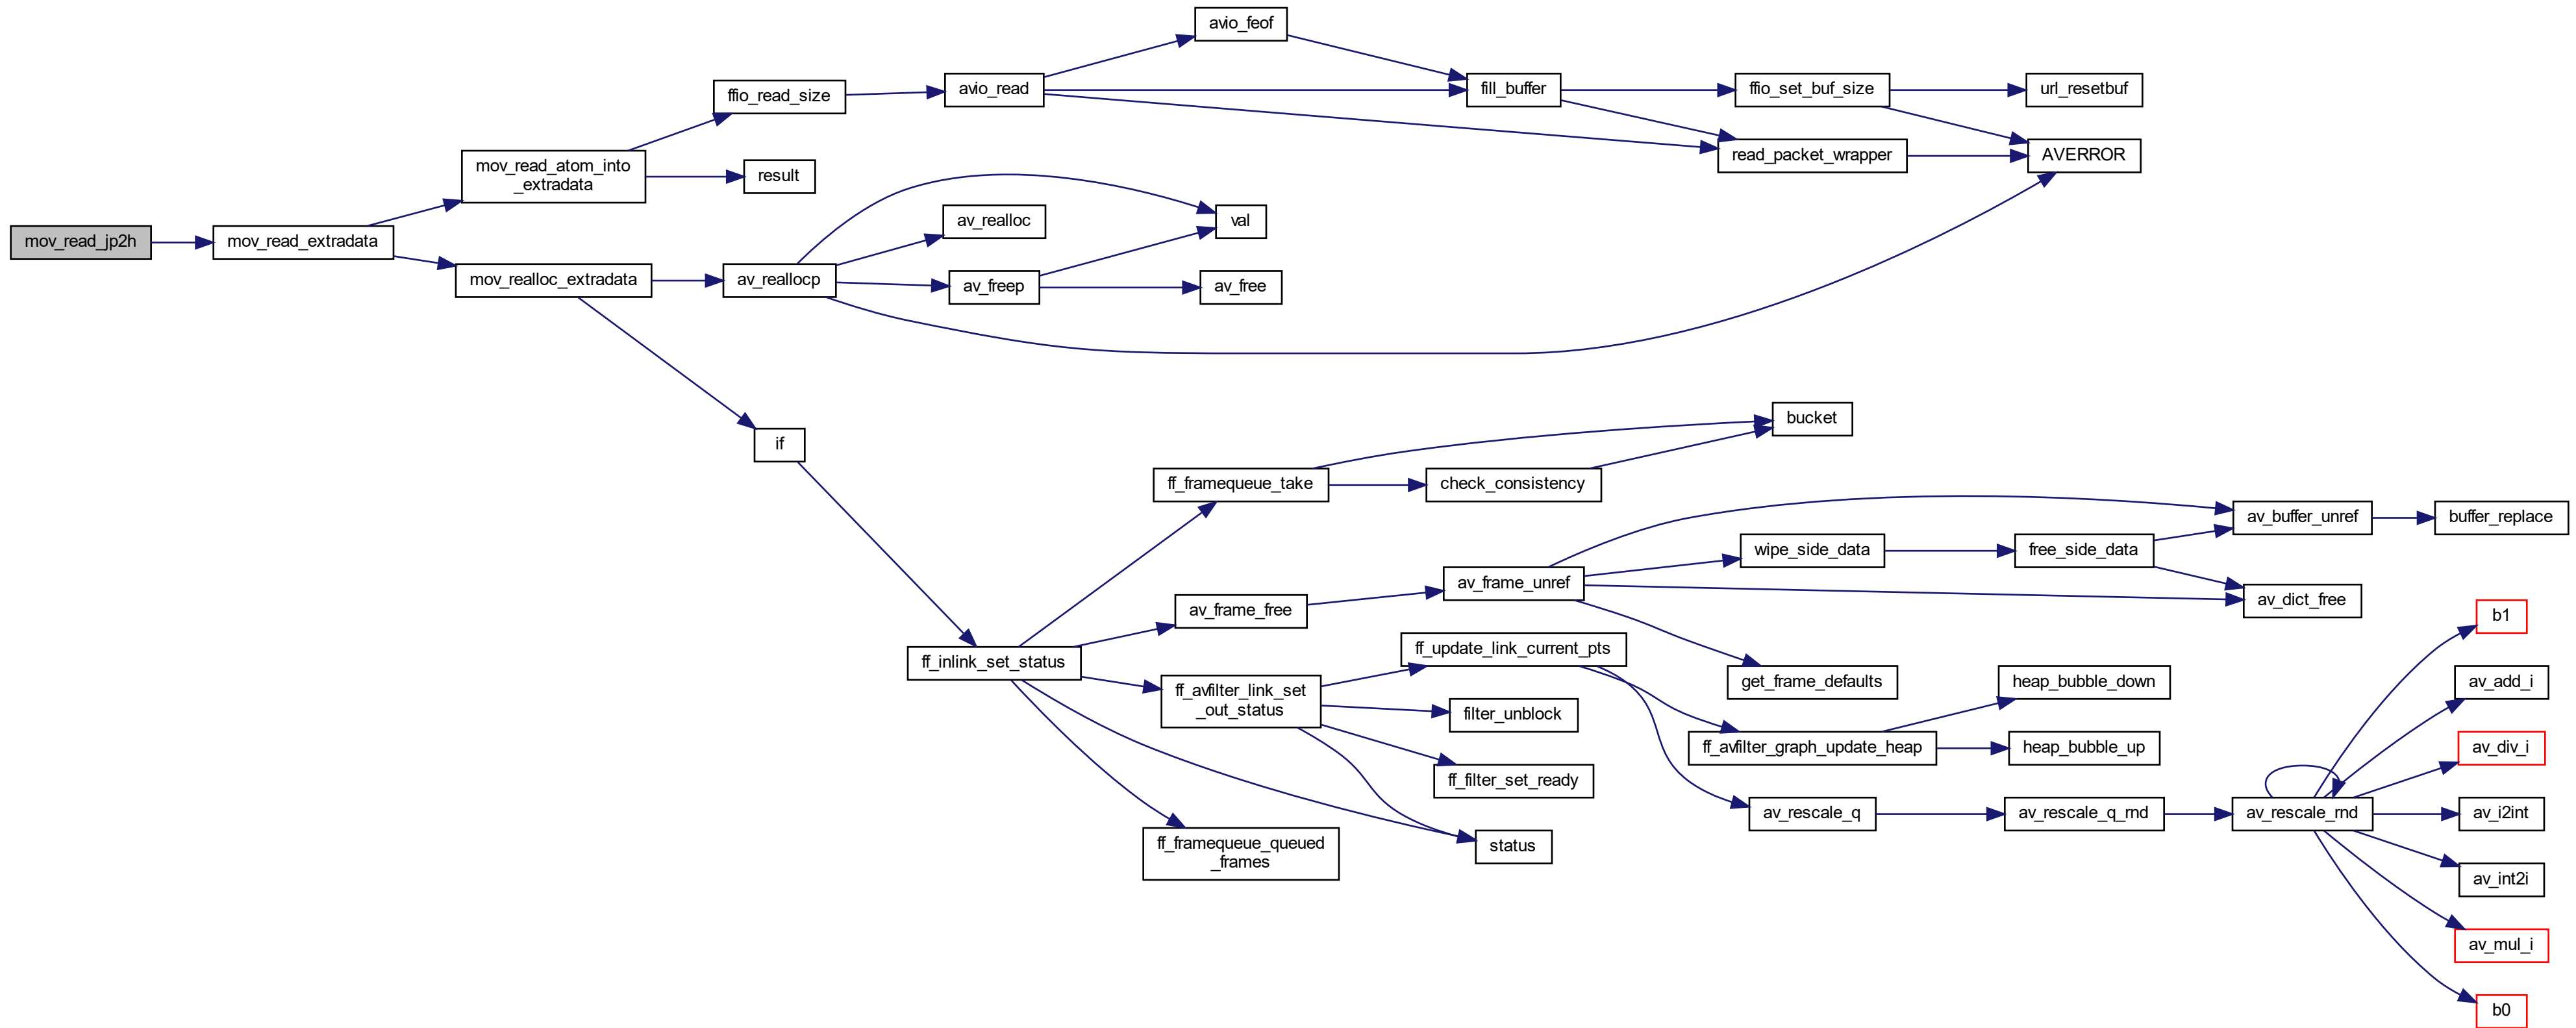 avio_feof
ffio_read_size
avio_read
fill_buffer
ffio_set_buf_size
url_resetbuf
mov_read_atom_into
_extradata
result
read_packet_wrapper
AVERROR
mov_read_jp2h
mov_read_extradata
av_realloc
val
mov_realloc_extradata
av_reallocp
av_freep
av_free
if
bucket
ff_framequeue_take
check_consistency
av_buffer_unref
buffer_replace
wipe_side_data
free_side_data
av_frame_unref
av_dict_free
av_frame_free
b1
ff_inlink_set_status
ff_update_link_current_pts
get_frame_defaults
heap_bubble_down
av_add_i
ff_avfilter_link_set
_out_status
filter_unblock
ff_avfilter_graph_update_heap
heap_bubble_up
av_div_i
ff_filter_set_ready
av_rescale_q
av_rescale_q_rnd
av_rescale_rnd
av_i2int
ff_framequeue_queued
_frames
status
av_int2i
av_mul_i
b0